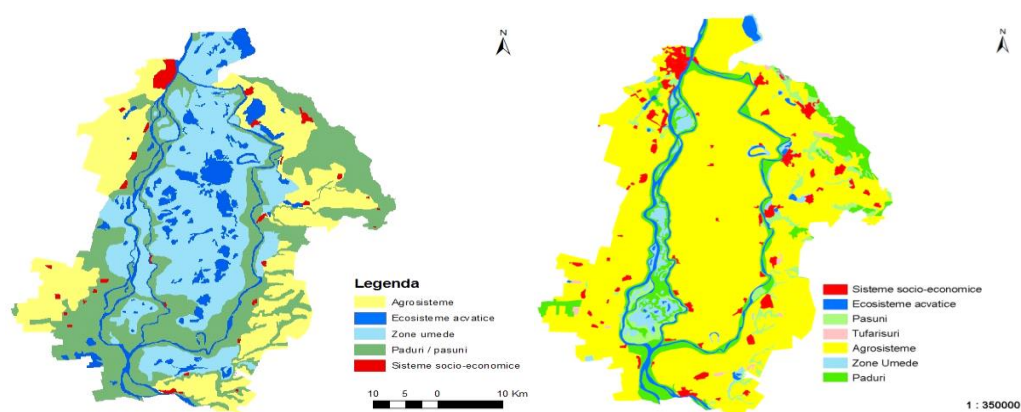 N
Legenda
Agrosisteme
Ecosisteme acvatice
Zone umede
Paduri / pasuni
Sisteme socio-economice
10 0 10 Km
N
Sisteme socio-economice
Ecosisteme acvatice
Pasuni
Tufarisuri
Agrosisteme
Zone Umede
Paduri
1 : 350000